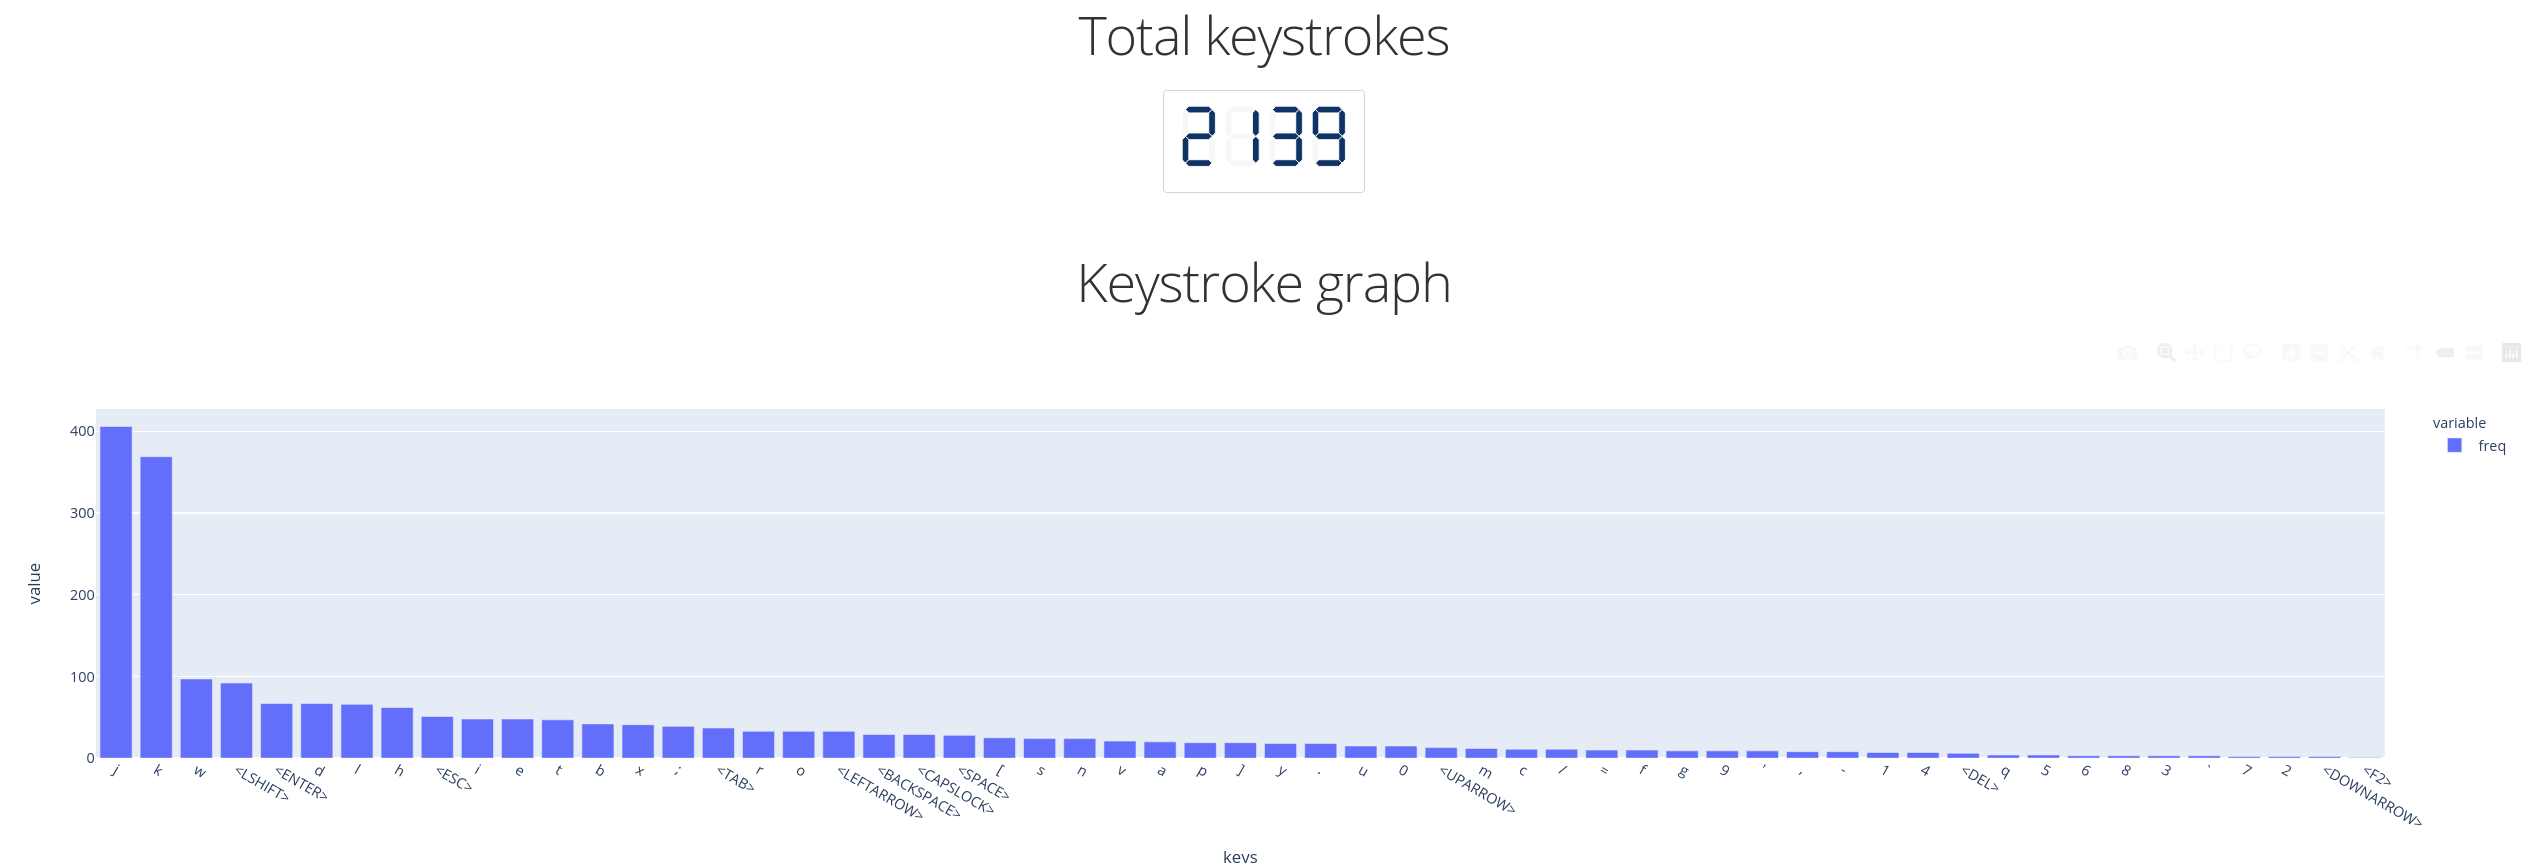 Total keystrokes
2139
Keystroke graph
variable
freq
400
300
200
100
0
value
j k w <LSHIFT> <ENTER> d l h <ESC> i e t b x ; <TAB> r o <LEFTARROW> <BACKSPACE> <CAPSLOCK> <SPACE> [ s n v a p ] y . u 0 <UPARROW> m c / = f g 9 ' , - 1 4 <DEL> q 5 6 8 3 ` 7 2 <DOWNARROW> <F2>
keys